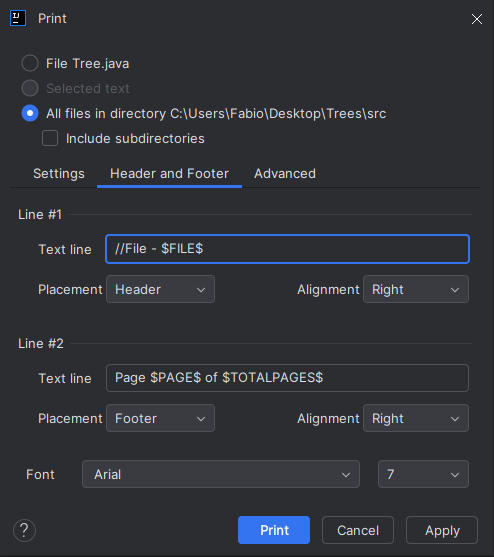 IJ
Print
File Tree.java
Selected text
All files in directory C:\Users\Fabio\Desktop\Trees\src
Include subdirectories
Settings Header and Footer Advanced
Line #1
Text line //File - $FILE$
Placement Header Alignment Right
Line #2
Text line Page $PAGE$ of $TOTALPAGES$
Placement Footer Alignment Right
Font Arial 7
? Print Cancel Apply